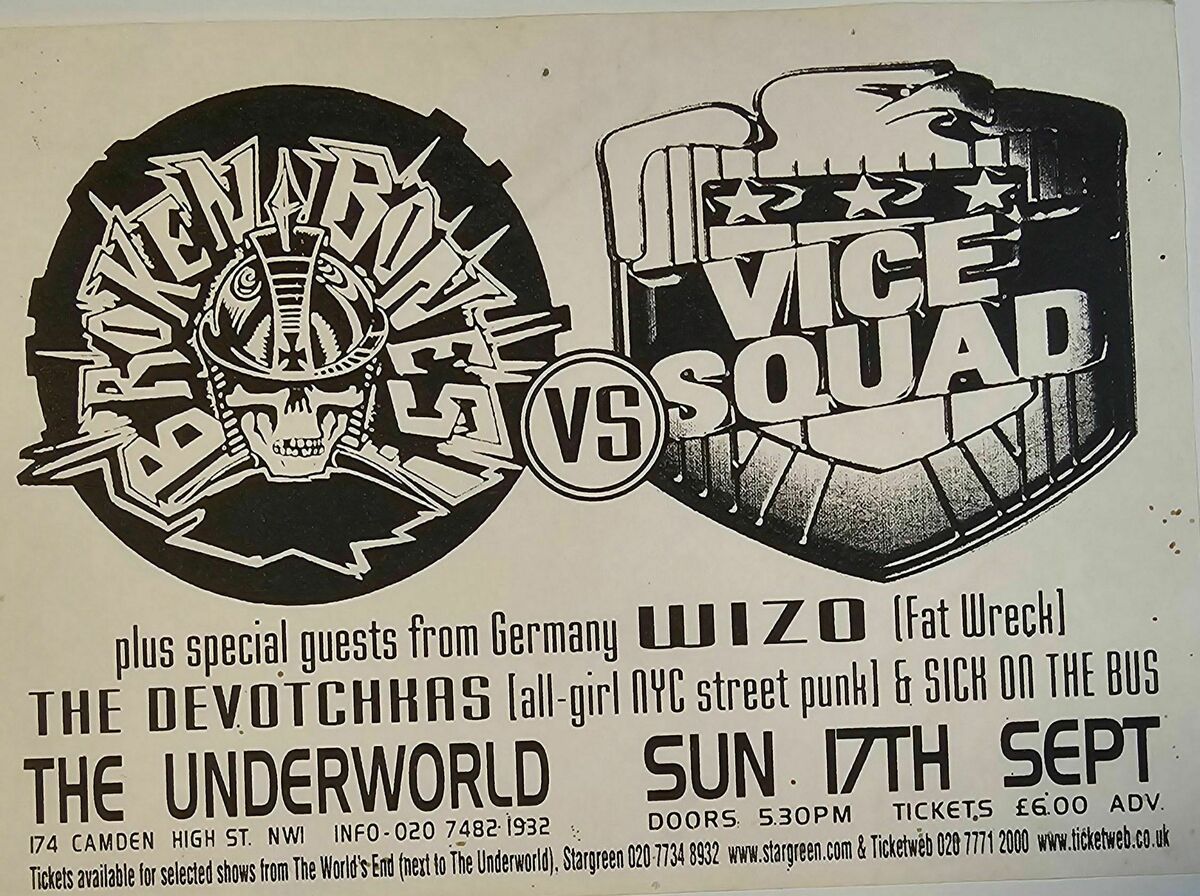 BROKEN BONES
VS
VICE
SQUAD
plus special guests from Germany WIZO [Fat Wreck]
THE DEVOTCHKAS [all-girl NYC street punk] & SICK ON THE BUS
THE UNDERWORLD
174 CAMDEN HIGH ST. NW1 INFO-020 7482 1932
SUN 17TH SEPT
DOORS 5.30PM TICKETS £6.00 ADV.
Tickets available for selected shows from The World's End (next to The Underworld), Stargreen 020-7734 8932 www.stargreen.com & Ticketweb 020 7771 2000 www.ticketweb.co.uk